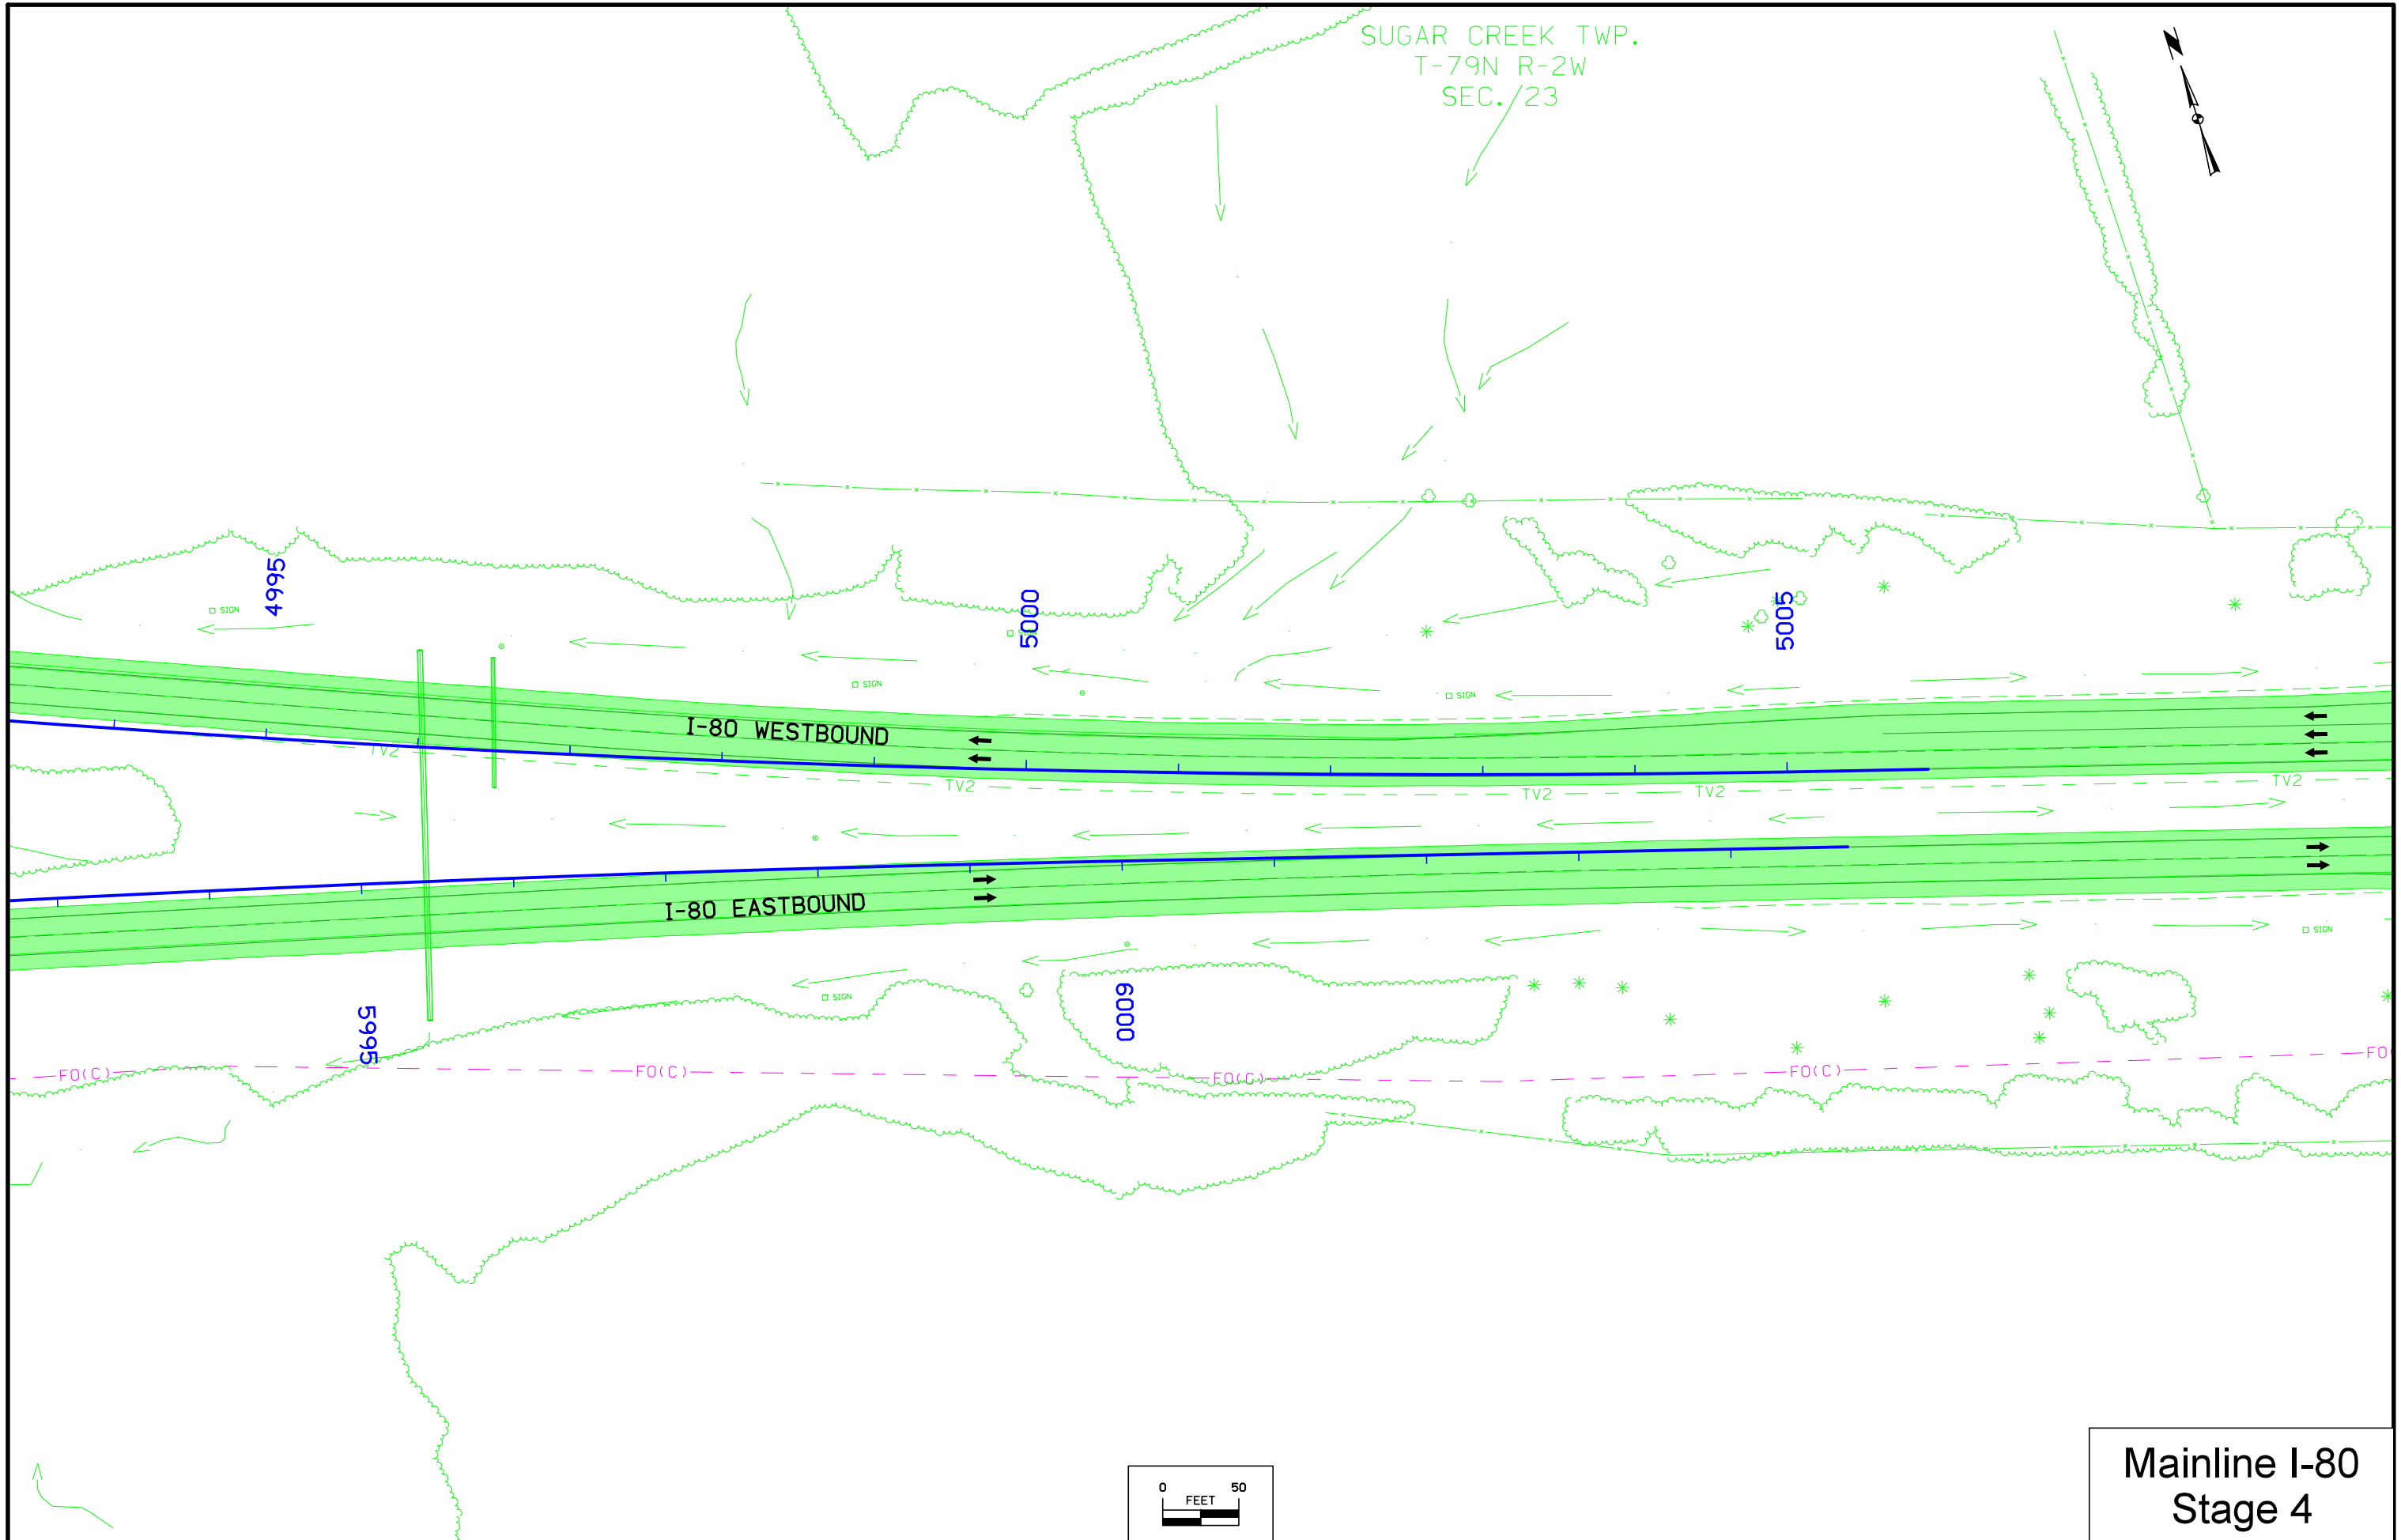 SUGAR CREEK TWP.
T-79N R-2W
SEC. 23
N
4995
5000
5005
SIGN
SIGN
SIGN
SIGN
I-80 WESTBOUND
TV2
TV2
TV2
TV2
TV2
I-80 EASTBOUND
SIGN
SIGN
5995
6000
FO(C)
FO(C)
FO(C)
FO(C)
FO(
0 50
FEET
Mainline I-80
Stage 4